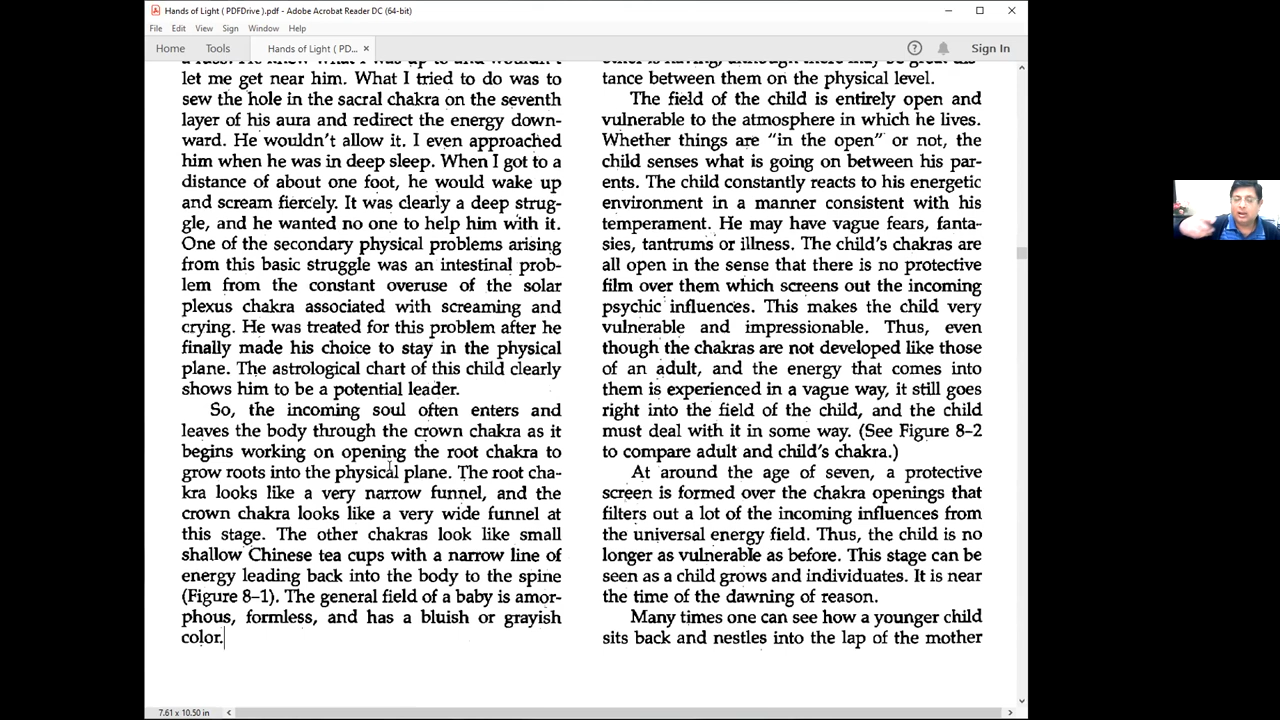 Hands of Light ( PDFDrive ).pdf - Adobe Acrobat Reader DC (64-bit)
File Edit View Sign Window Help
Home Tools Hands of Light ( PD... × Sign In
let me get near him. What I tried to do was to
sew the hole in the sacral chakra on the seventh
layer of his aura and redirect the energy down-
ward. He wouldn't allow it. I even approached
him when he was in deep sleep. When I got to a
distance of about one foot, he would wake up
and scream fiercely. It was clearly a deep strug-
gle, and he wanted no one to help him with it.
One of the secondary physical problems arising
from this basic struggle was an intestinal prob-
lem from the constant overuse of the solar
plexus chakra associated with screaming and
crying. He was treated for this problem after he
finally made his choice to stay in the physical
plane. The astrological chart of this child clearly
shows him to be a potential leader.
So, the incoming soul often enters and
leaves the body through the crown chakra as it
begins working on opening the root chakra to
grow roots into the physical plane. The root cha-
kra looks like a very narrow funnel, and the
crown chakra looks like a very wide funnel at
this stage. The other chakras look like small
shallow Chinese tea cups with a narrow line of
energy leading back into the body to the spine
(Figure 8–1). The general field of a baby is amor-
phous, formless, and has a bluish or grayish
color.
tance between them on the physical level.
The field of the child is entirely open and
vulnerable to the atmosphere in which he lives.
Whether things are "in the open" or not, the
child senses what is going on between his par-
ents. The child constantly reacts to his energetic
environment in a manner consistent with his
temperament. He may have vague fears, fanta-
sies, tantrums or illness. The child's chakras are
all open in the sense that there is no protective
film over them which screens out the incoming
psychic influences. This makes the child very
vulnerable and impressionable. Thus, even
though the chakras are not developed like those
of an adult, and the energy that comes into
them is experienced in a vague way, it still goes
right into the field of the child, and the child
must deal with it in some way. (See Figure 8-2
to compare adult and child's chakra.)
At around the age of seven, a protective
screen is formed over the chakra openings that
filters out a lot of the incoming influences from
the universal energy field. Thus, the child is no
longer as vulnerable as before. This stage can be
seen as a child grows and individuates. It is near
the time of the dawning of reason.
Many times one can see how a younger child
sits back and nestles into the lap of the mother
7.61 x 10.50 in